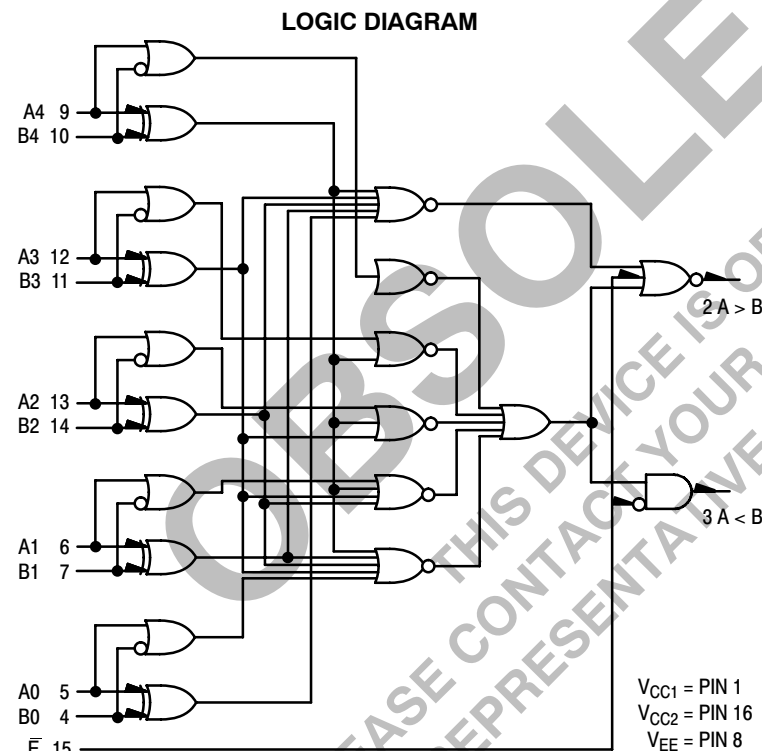 LOGIC DIAGRAM
A4 9
B4 10
A3 12
B3 11
2 A > B
A2 13
B2 14
3 A < B
A1 6
B1 7
A0 5
B0 4
E̅ 15
VCC1 = PIN 1
VCC2 = PIN 16
VEE = PIN 8
OBSOLE
THIS DEVICE IS OB
PLEASE CONTACT YOUR
REPRESENTATIVE